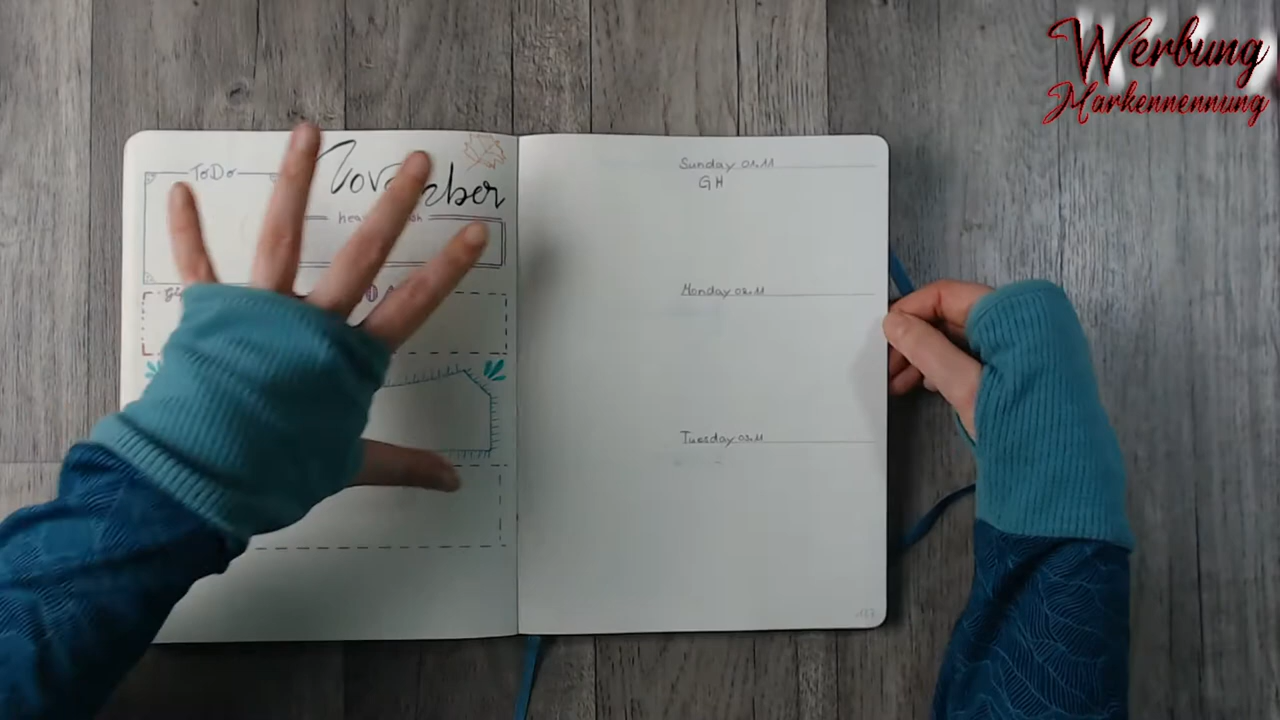 Werbung
Markennennung
ToDo
November
Sunday 01.11
GH
Monday 02.11
Tuesday 03.11